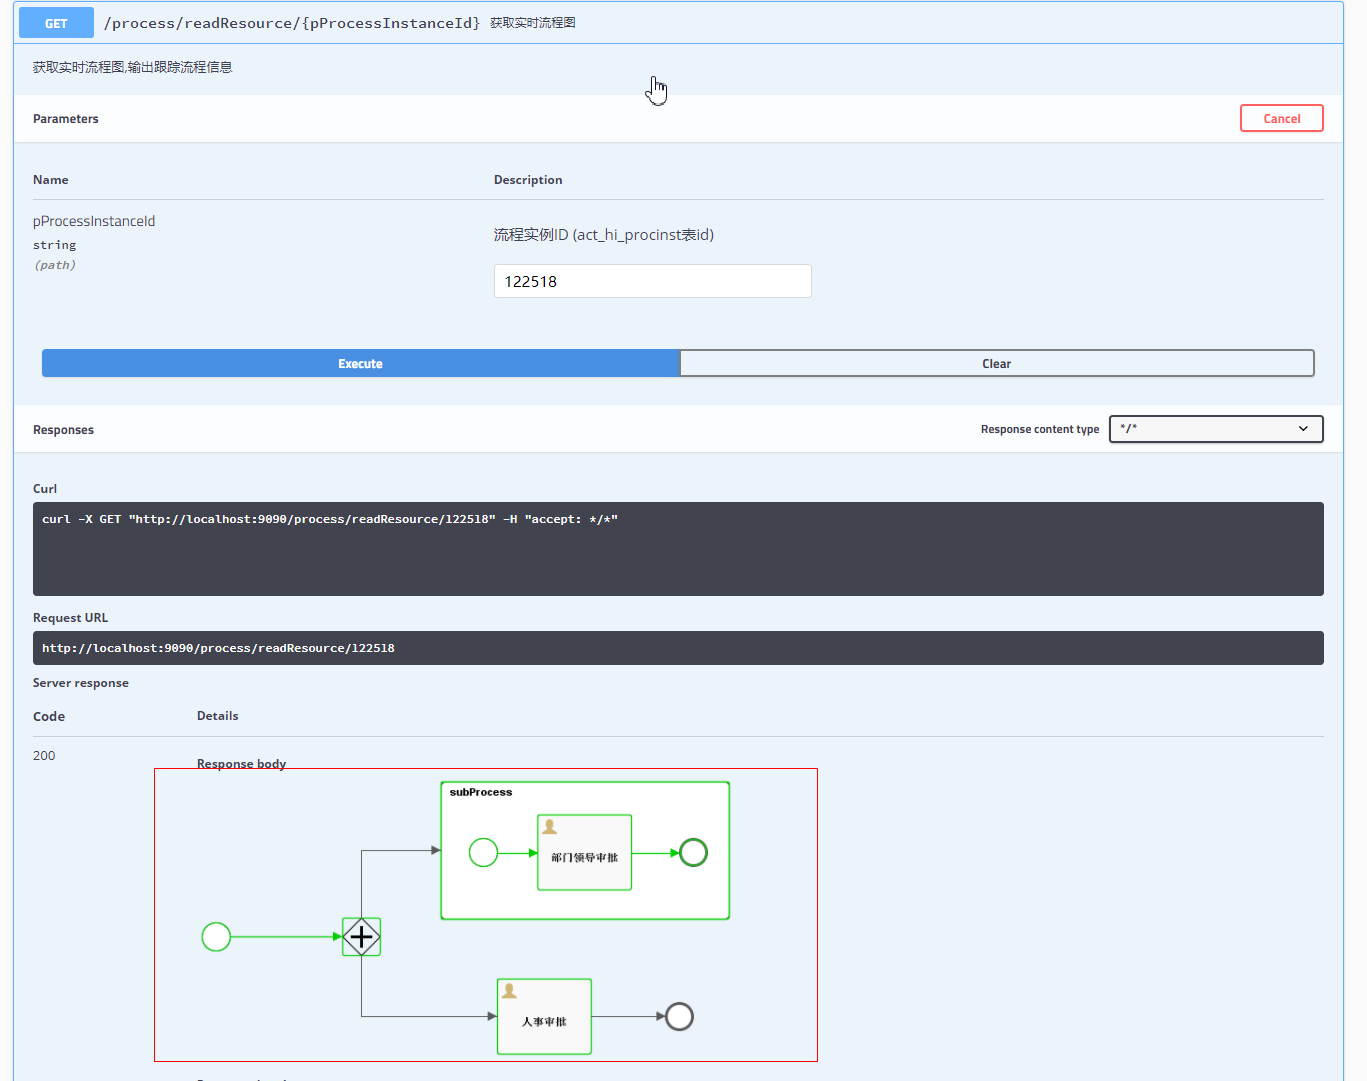 GET /process/readResource/{pProcessInstanceId} 获取实时流程图
获取实时流程图,输出跟踪流程信息
Parameters
Cancel
Name Description
pProcessInstanceId
string
(path)
流程实例ID (act_hi_procinst表id)
122518
Execute Clear
Responses
Response content type */*
Curl
curl -X GET "http://localhost:9090/process/readResource/122518" -H "accept: */*"
Request URL
http://localhost:9090/process/readResource/122518
Server response
Code Details
200
Response body
subProcess
部门领导审批
人事审批